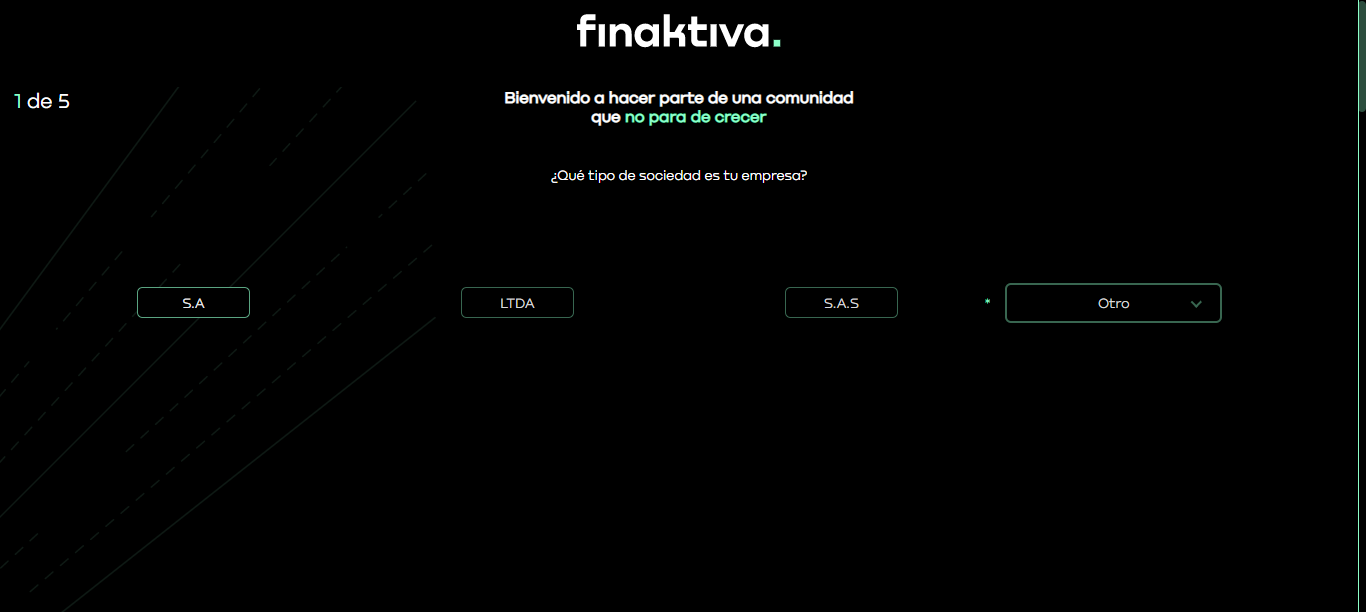 finaktiva.
1 de 5
Bienvenido a hacer parte de una comunidad
que no para de crecer
¿Qué tipo de sociedad es tu empresa?
S.A
LTDA
S.A.S
* Otro